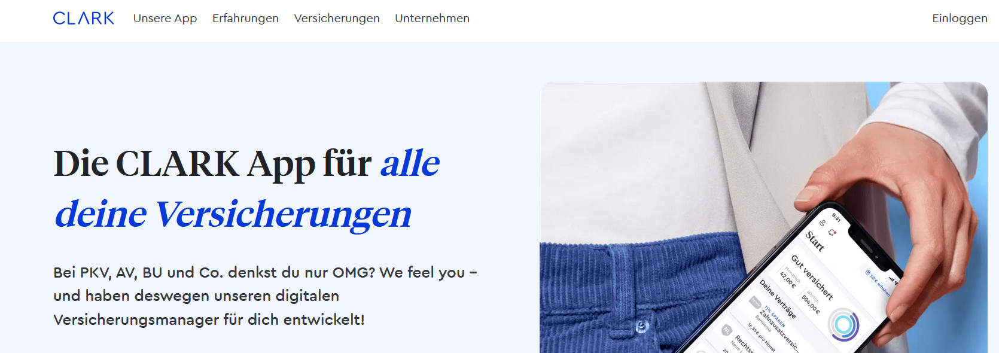 CLARK
Unsere App
Erfahrungen
Versicherungen
Unternehmen
Einloggen
Die CLARK App für alle
deine Versicherungen
Bei PKV, AV, BU und Co. denkst du nur OMG? We feel you –
und haben deswegen unseren digitalen
Versicherungsmanager für dich entwickelt!
9:41
Start
50 € erhalten
Gut versichert
Monatlich
42,00€
Jährlich
504,00€
Deine Verträge
11% SPAREN
Zahnzusatzversic...
Barmenia
16,35€ pro Monat
NL
Rechtss
Neue L
20